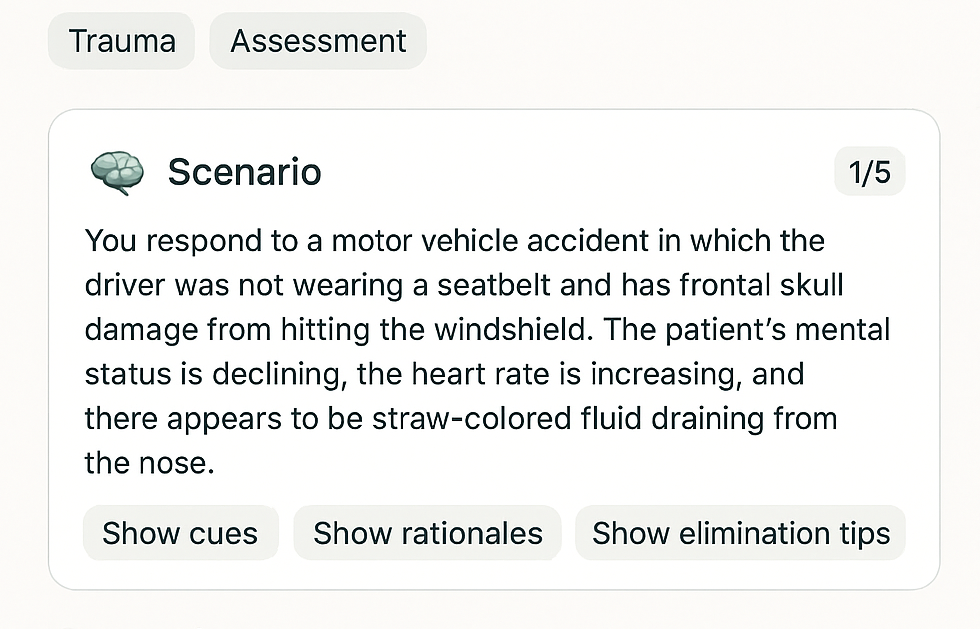 Trauma
Assessment
Scenario
1/5
You respond to a motor vehicle accident in which the
driver was not wearing a seatbelt and has frontal skull
damage from hitting the windshield. The patient’s mental
status is declining, the heart rate is increasing, and
there appears to be straw-colored fluid draining from
the nose.
Show cues
Show rationales
Show elimination tips